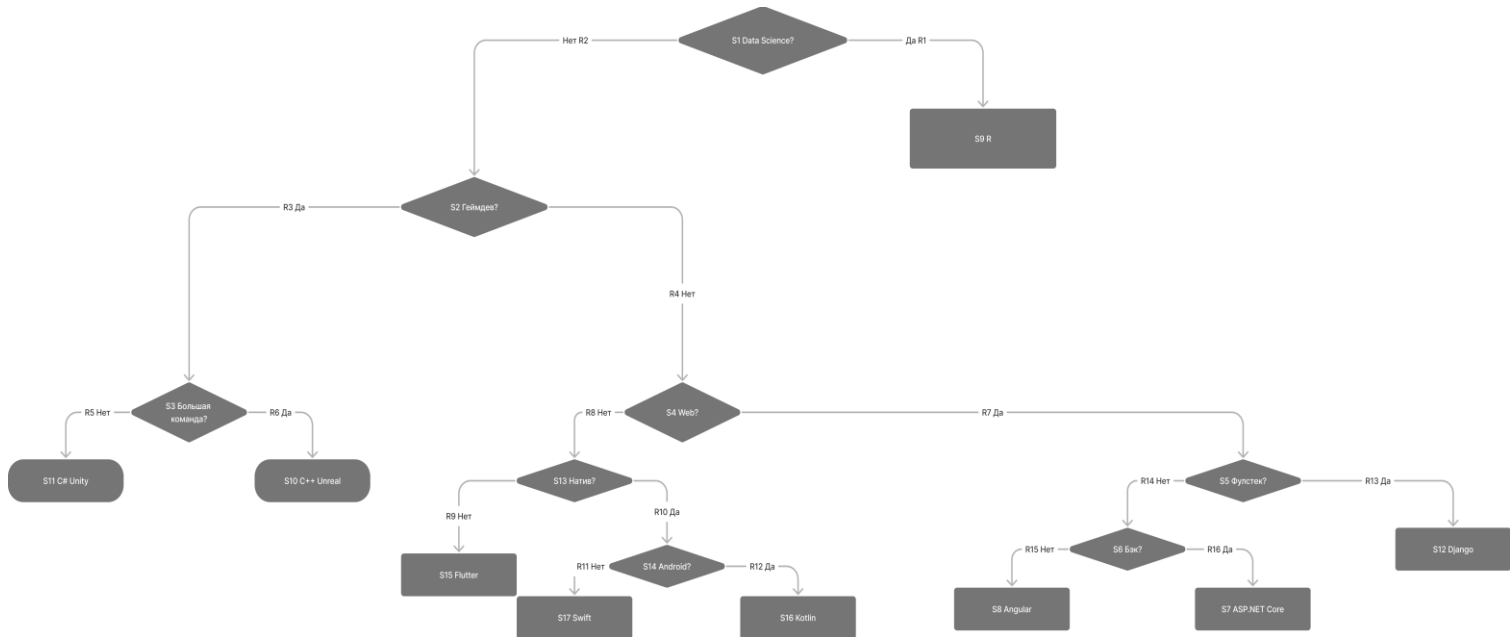 S1 Data Science?
Нет R2
Да R1
S9 R
S2 Геймдев?
R3 Да
R4 Нет
S3 Большая
команда?
R5 Нет
R6 Да
S11 C# Unity
S10 C++ Unreal
S4 Web?
R8 Нет
R7 Да
S13 Натив?
R9 Нет
R10 Да
S15 Flutter
S14 Android?
R11 Нет
R12 Да
S17 Swift
S16 Kotlin
S5 Фулстек?
R14 Нет
R13 Да
S6 Бэк?
R15 Нет
R16 Да
S12 Django
S8 Angular
S7 ASP.NET Core